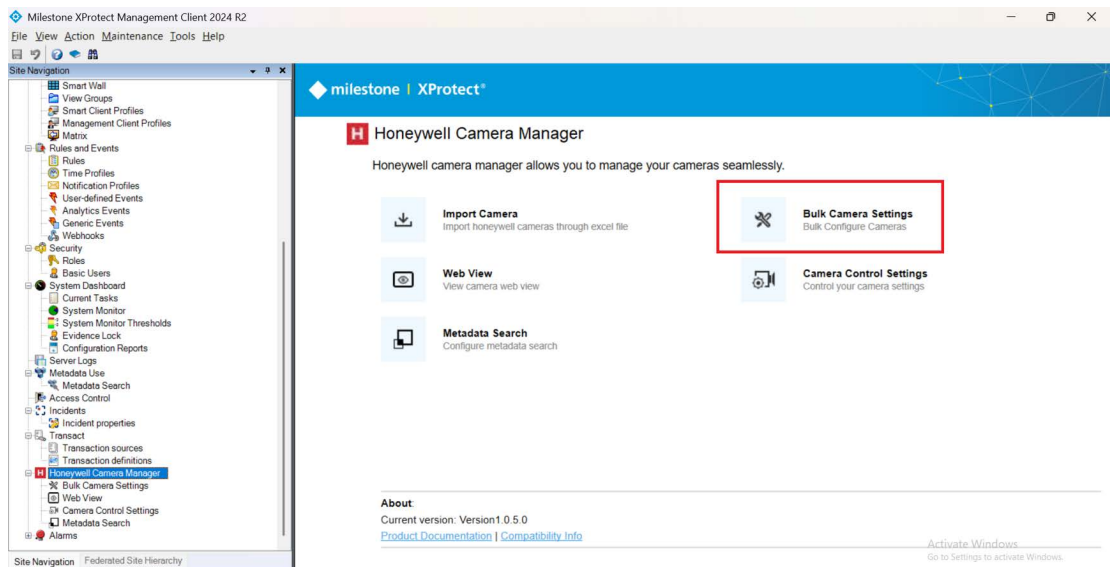 Milestone XProtect Management Client 2024 R2
File View Action Maintenance Tools Help
Site Navigation
Smart Wall
View Groups
Smart Client Profiles
Management Client Profiles
Matrix
Rules and Events
Rules
Time Profiles
Notification Profiles
User-defined Events
Analytics Events
Generic Events
Webhooks
Security
Roles
Basic Users
System Dashboard
Current Tasks
System Monitor
System Monitor Thresholds
Evidence Lock
Configuration Reports
Server Logs
Metadata Use
Metadata Search
Access Control
Incidents
Incident properties
Transact
Transaction sources
Transaction definitions
H Honeywell Camera Manager
Bulk Camera Settings
Web View
Camera Control Settings
Metadata Search
Alarms
Site Navigation Federated Site Hierarchy
milestone | XProtect®
H Honeywell Camera Manager
Honeywell camera manager allows you to manage your cameras seamlessly.
Import Camera
Import honeywell cameras through excel file
Bulk Camera Settings
Bulk Configure Cameras
Web View
View camera web view
Camera Control Settings
Control your camera settings
Metadata Search
Configure metadata search
About:
Current version: Version1.0.5.0
Product Documentation | Compatibility Info
Activate Windows
Go to Settings to activate Windows.